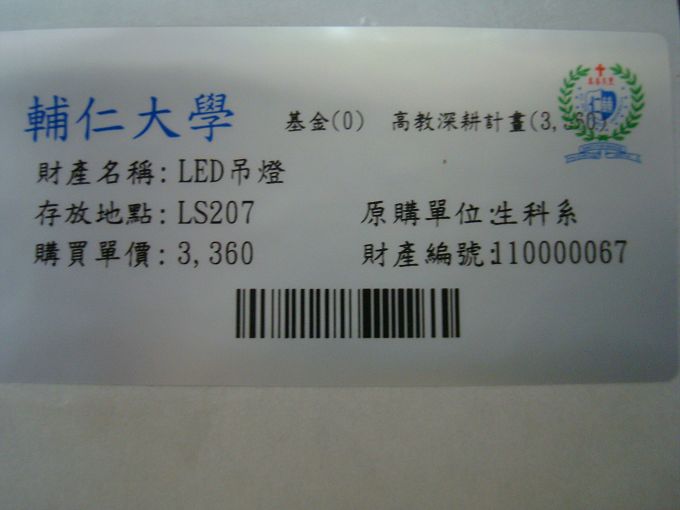 輔仁大學 基金(0) 高教深耕計畫(3,360)
財產名稱:LED吊燈
存放地點:LS207 原購單位:生科系
購買單價:3,360 財產編號:110000067